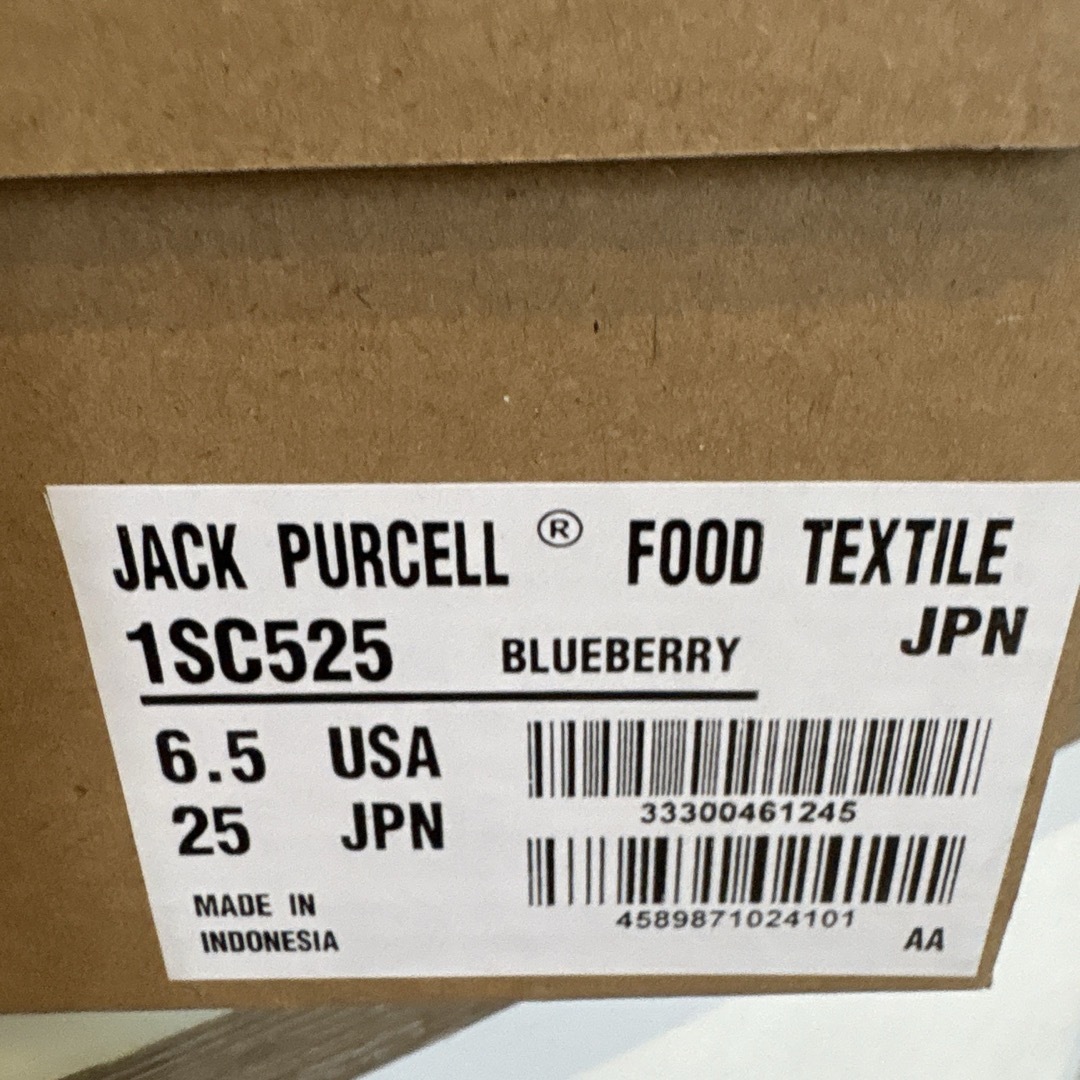 JACK PURCELL ® FOOD TEXTILE
1SC525 BLUEBERRY JPN
6.5 USA
25 JPN
33300461245
4589871024101
MADE IN
INDONESIA
AA